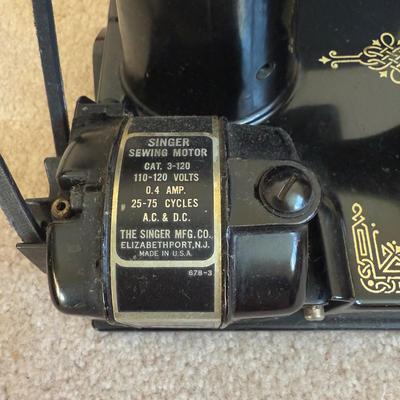 SINGER
SEWING MOTOR
CAT. 3-120
110-120 VOLTS
0.4 AMP.
25-75 CYCLES
A.C. & D.C.
THE SINGER MFG. CO.
ELIZABETHPORT, N.J.
MADE IN U.S.A.
678-3